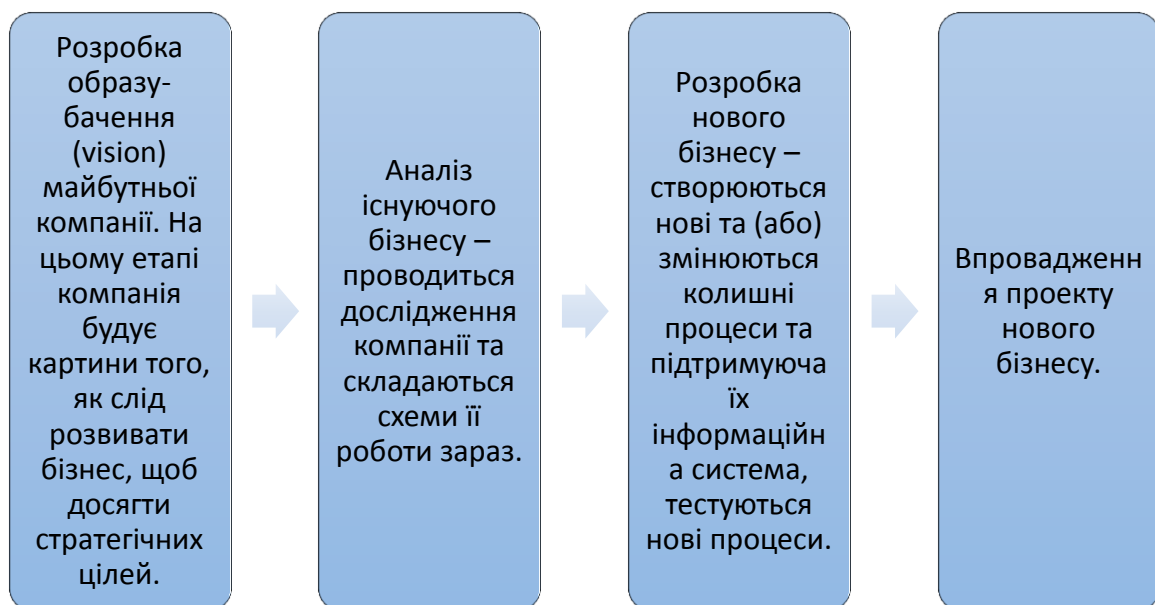 Розробка
образу-
бачення
(vision)
майбутньої
компанії. На
цьому етапі
компанія
будує
картини того,
як слід
розвивати
бізнес, щоб
досягти
стратегічних
цілей.
Аналіз
існуючого
бізнесу –
проводиться
дослідження
компанії та
складаються
схеми її
роботи зараз.
Розробка
нового
бізнесу –
створюються
нові та (або)
змінюються
колишні
процеси та
підтримуюча
їх
інформаційн
а система,
тестуються
нові процеси.
Впровадженн
я проекту
нового
бізнесу.